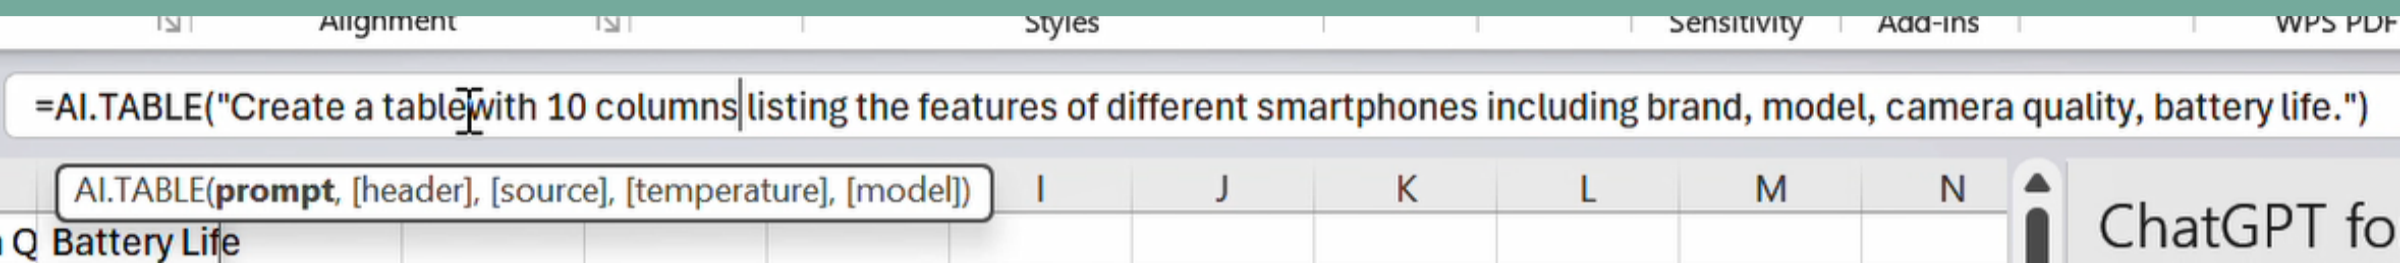 Alignment Styles Sensitivity Add-ins WPS PDF
=AI.TABLE("Create a table with 10 columns listing the features of different smartphones including brand, model, camera quality, battery life.")
AI.TABLE(prompt, [header], [source], [temperature], [model]) I J K L M N
Q Battery Life ChatGPT fo